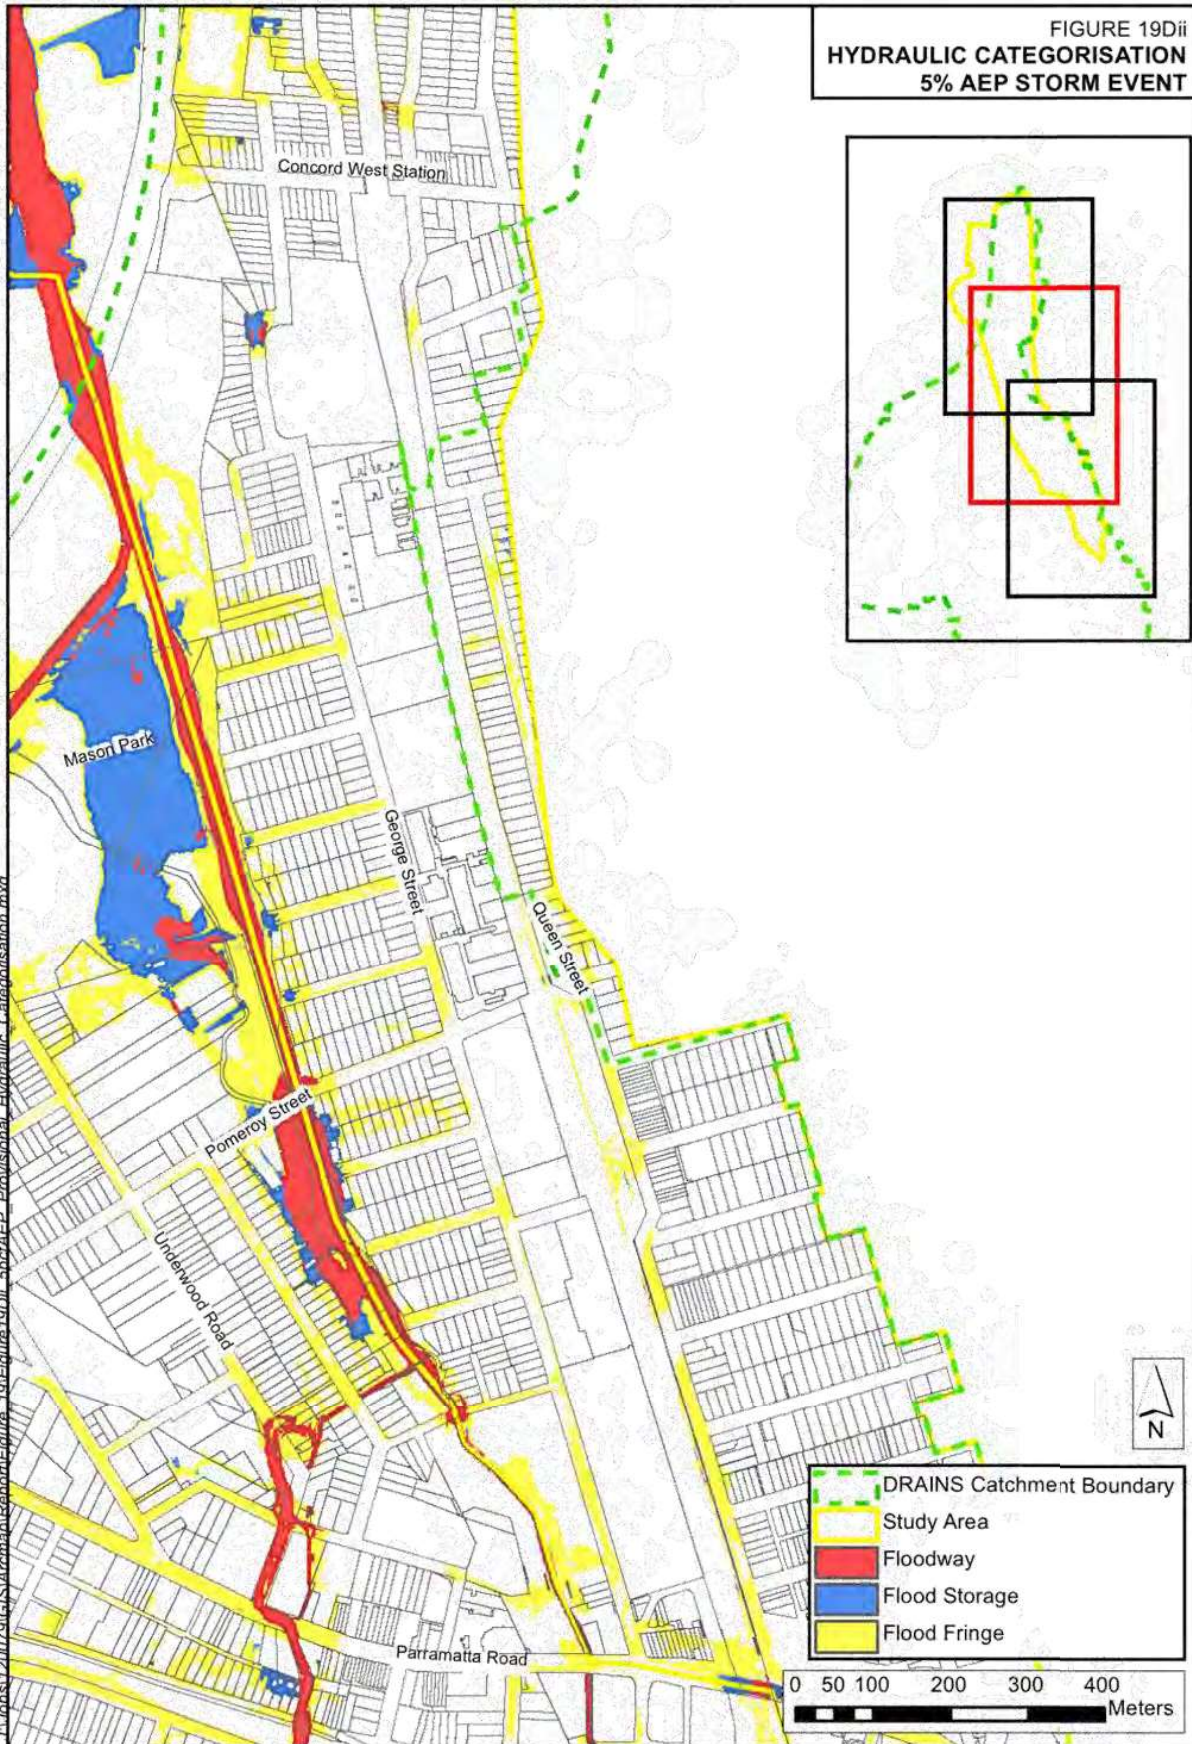 FIGURE 19Dii
HYDRAULIC CATEGORISATION
5% AEP STORM EVENT
Concord West Station
Mason Park
George Street
Queen Street
Pomeroy Street
Underwood Road
Parramatta Road
N
DRAINS Catchment Boundary
Study Area
Floodway
Flood Storage
Flood Fringe
0 50 100 200 300 400
Meters